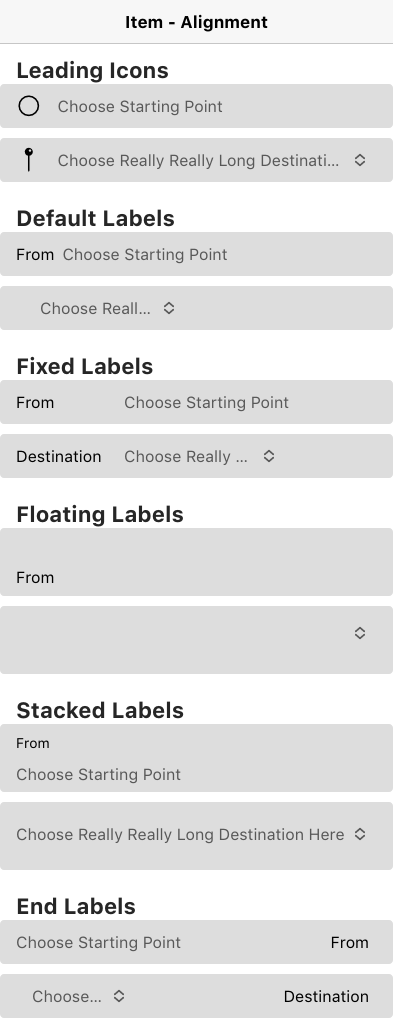 Item - Alignment
Leading Icons
Choose Starting Point
Choose Really Really Long Destinati...
Default Labels
From Choose Starting Point
Choose Reall...
Fixed Labels
From Choose Starting Point
Destination Choose Really ...
Floating Labels
From
Stacked Labels
From
Choose Starting Point
Choose Really Really Long Destination Here
End Labels
Choose Starting Point From
Choose... Destination